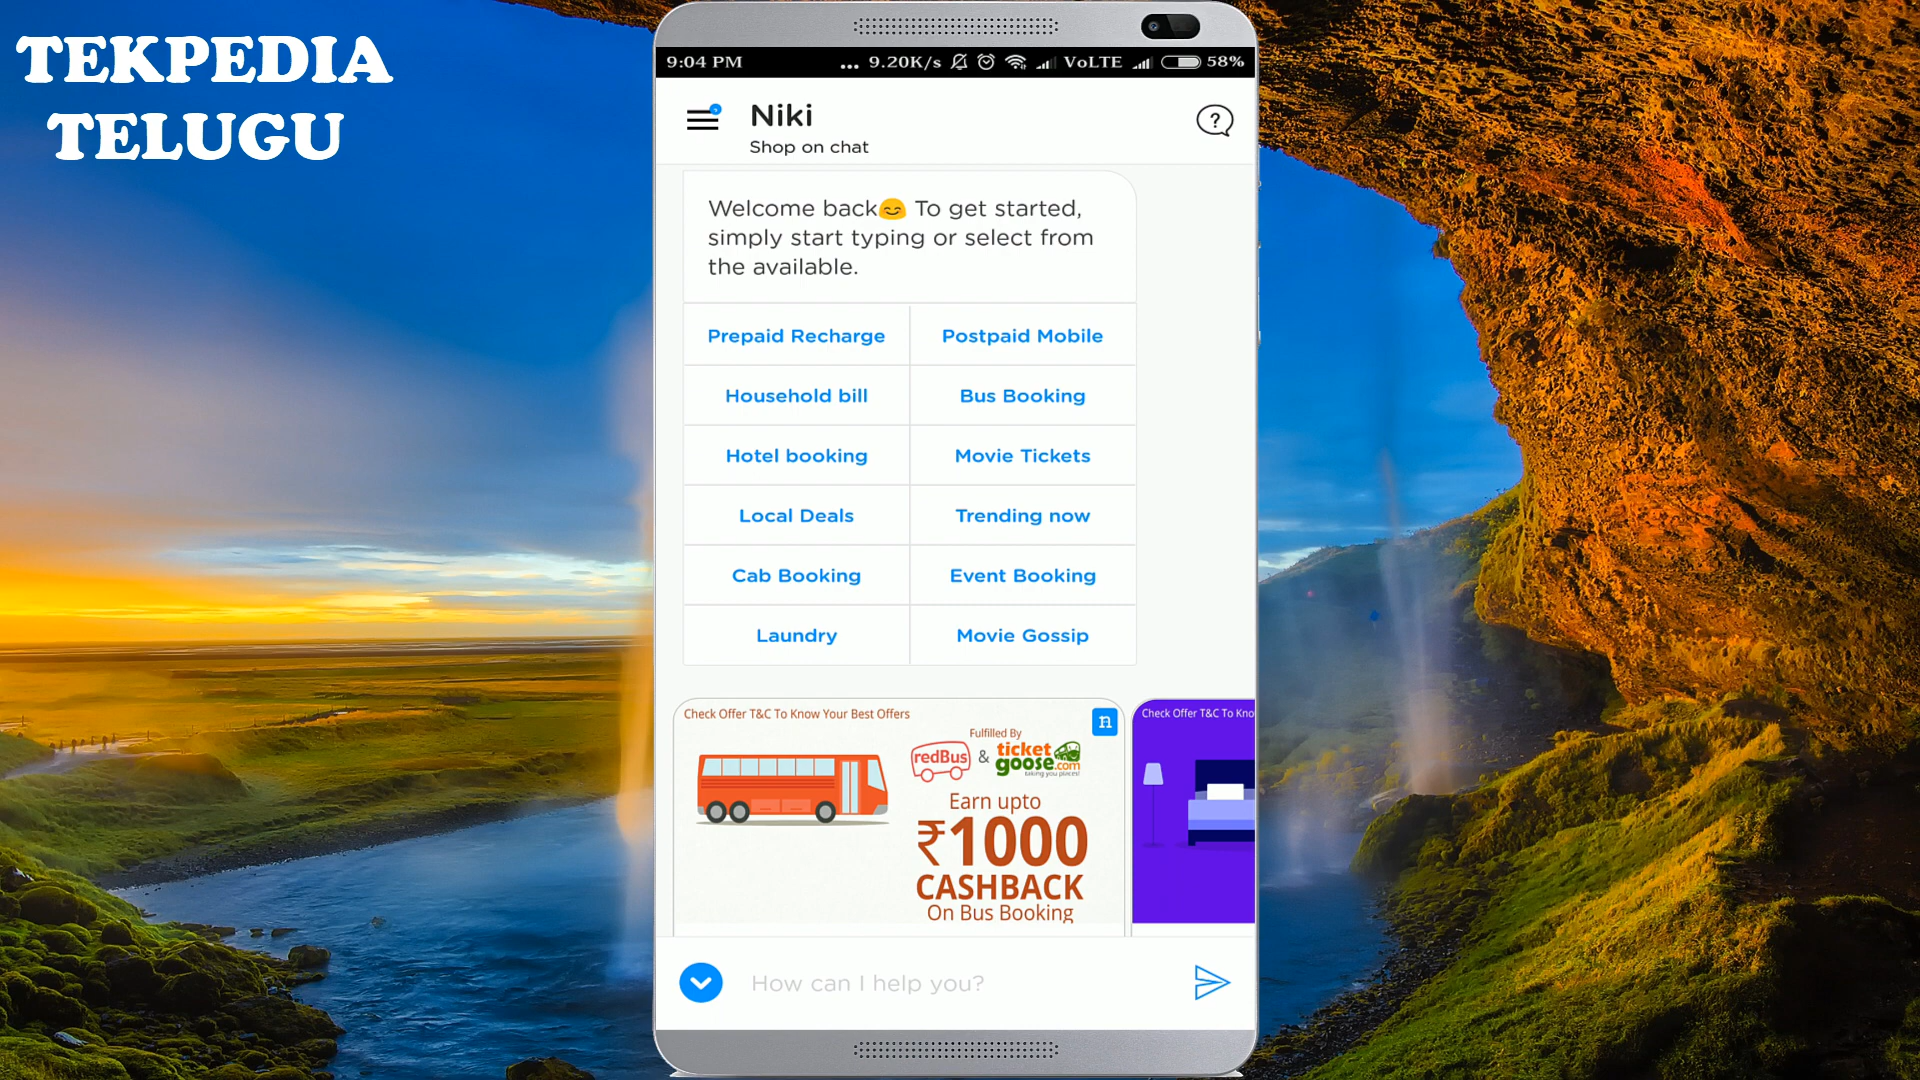 TEKPEDIA
TELUGU
9:04 PM
... 9.20K/s VoLTE 58%
Niki
Shop on chat
?
Welcome back😊 To get started,
simply start typing or select from
the available.
Prepaid Recharge Postpaid Mobile
Household bill Bus Booking
Hotel booking Movie Tickets
Local Deals Trending now
Cab Booking Event Booking
Laundry Movie Gossip
Check Offer T&C To Know Your Best Offers
n
Fulfilled By
redBus & ticket
goose.com
taking you places!
Earn upto
₹1000
CASHBACK
On Bus Booking
Check Offer T&C To Kno
How can I help you?